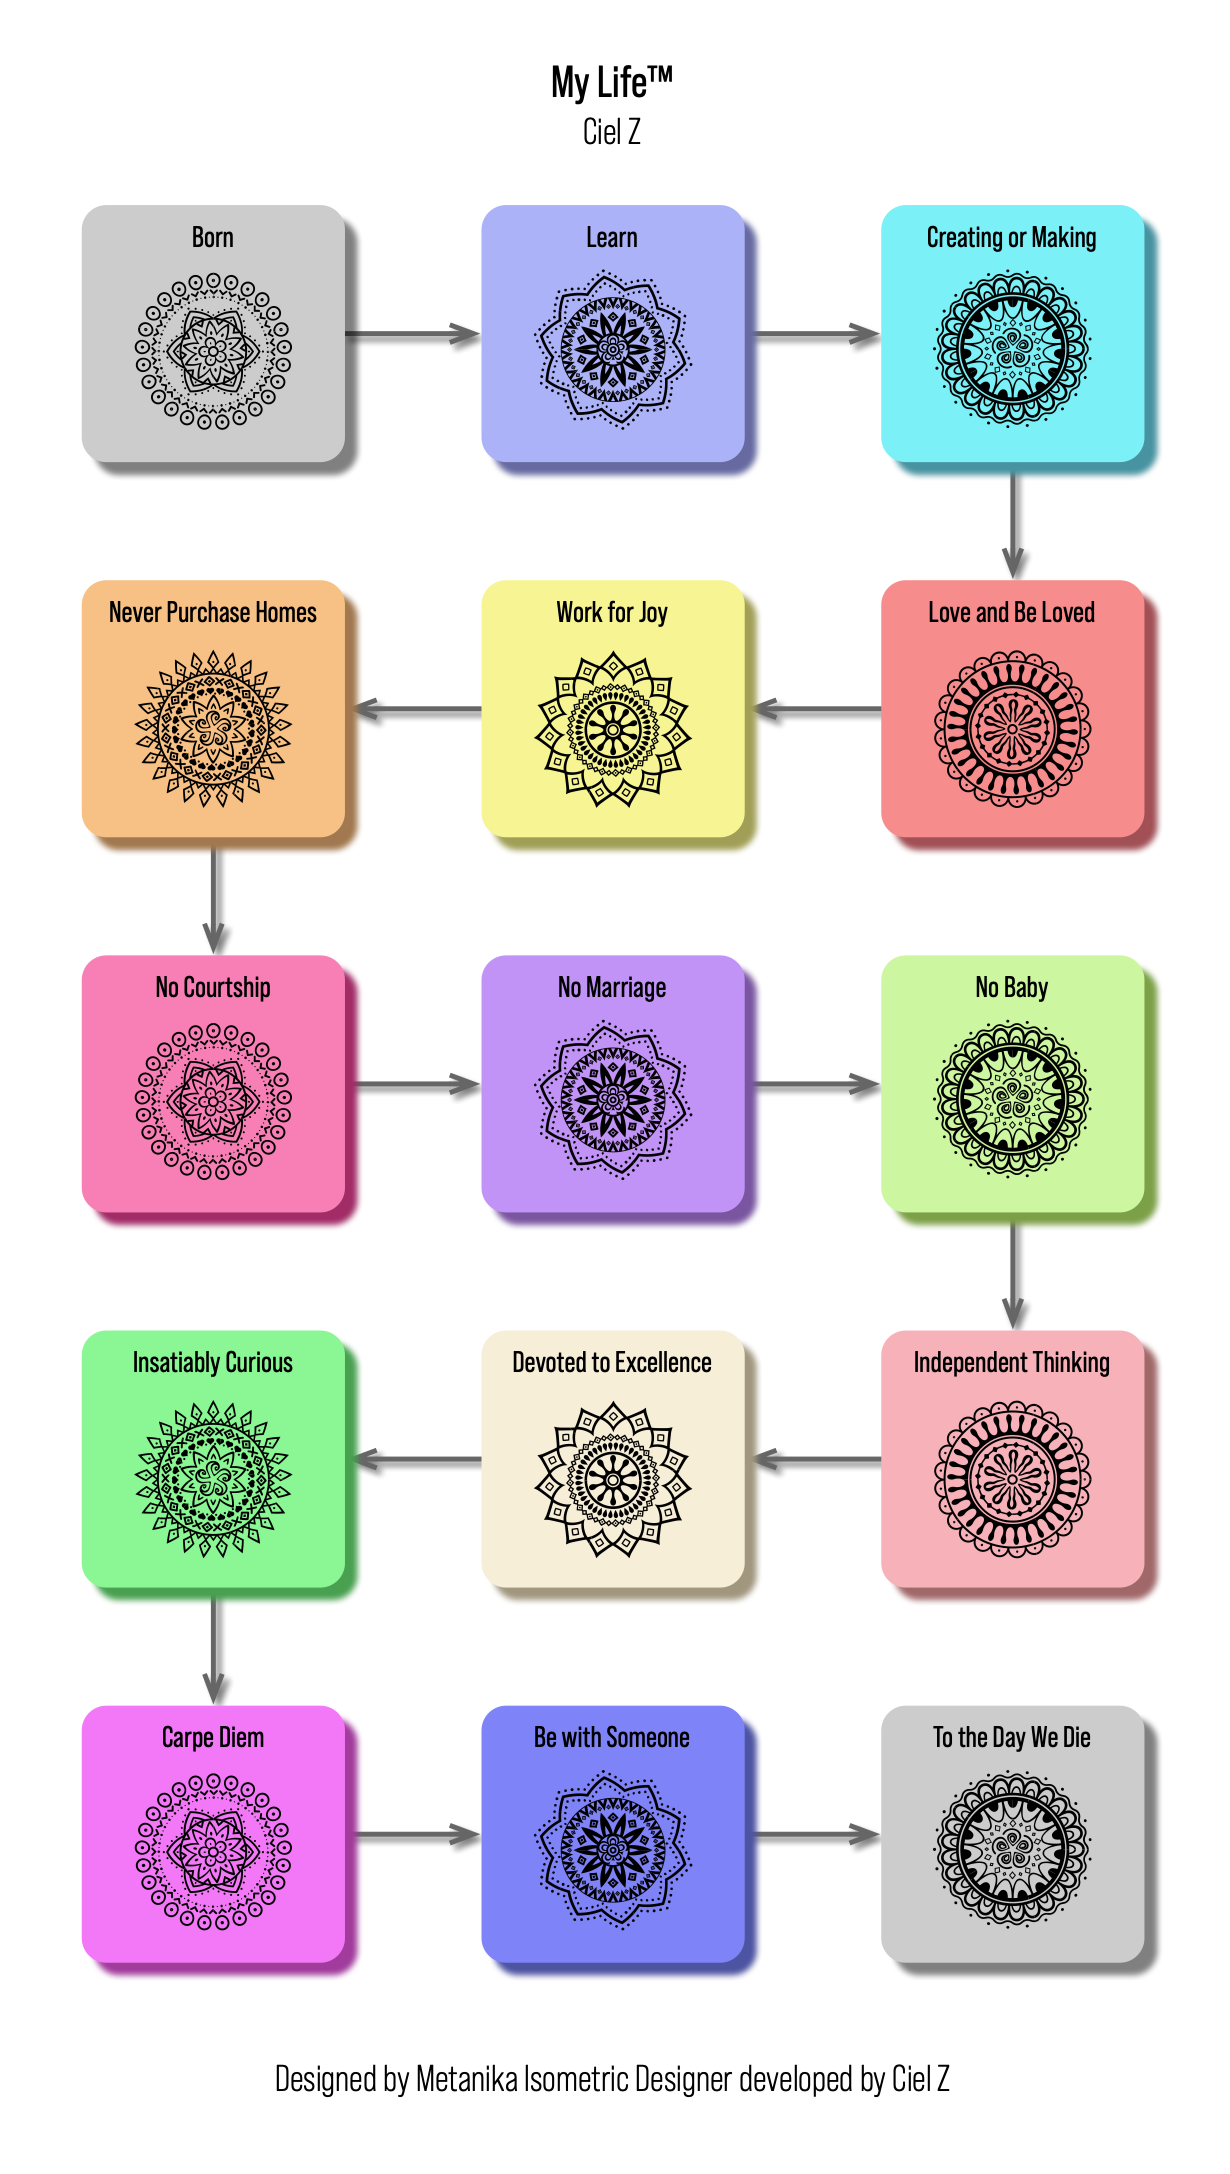 My Life™
Ciel Z
Born
Learn
Creating or Making
Love and Be Loved
Work for Joy
Never Purchase Homes
No Courtship
No Marriage
No Baby
Independent Thinking
Devoted to Excellence
Insatiably Curious
Carpe Diem
Be with Someone
To the Day We Die
Designed by Metanika Isometric Designer developed by Ciel Z